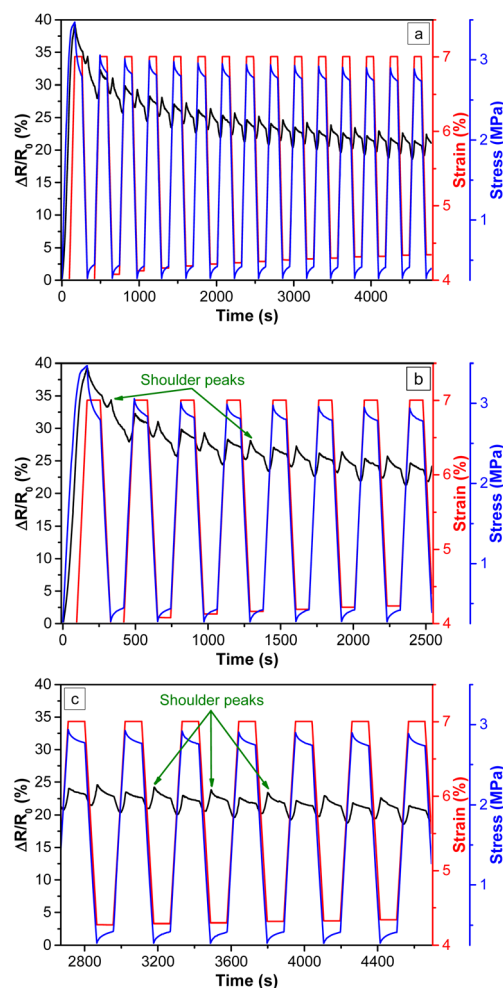 a
40
35
30
25
20
15
10
5
0
ΔR/R0 (%)
0 1000 2000 3000 4000
Time (s)
7
6
5
4
Strain (%)
3
2
1
Stress (MPa)
b
Shoulder peaks
40
35
30
25
20
15
10
5
0
ΔR/R0 (%)
0 500 1000 1500 2000 2500
Time (s)
7
6
5
4
Strain (%)
3
2
1
Stress (MPa)
c
Shoulder peaks
40
35
30
25
20
15
10
5
0
ΔR/R0 (%)
2800 3200 3600 4000 4400
Time (s)
7
6
5
4
Strain (%)
3
2
1
Stress (MPa)